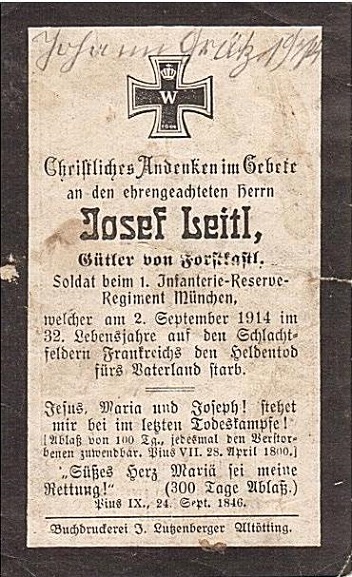 Johann 19
W
Christliches Andenken im Gebete
an den ehrengeachteten Herrn
Josef Leitl,
Gütler von Forstkastl.
Soldat beim 1. Infanterie-Reserve-
Regiment München,
welcher am 2. September 1914 im
32. Lebensjahre auf den Schlacht-
feldern Frankreichs den Heldentod
fürs Vaterland starb.
Jesus, Maria und Joseph! stehet
mir bei im letzten Todeskampfe!
[Ablaß von 100 Tg., jedesmal den Verstor-
benen zuwendbar. Pius VII. 28. April 1800.]
„Süßes Herz Mariä sei meine
Rettung!“ (300 Tage Ablaß.)
Pius IX., 24. Sept. 1846.
Buchdruckerei J. Lutzenberger Altötting.